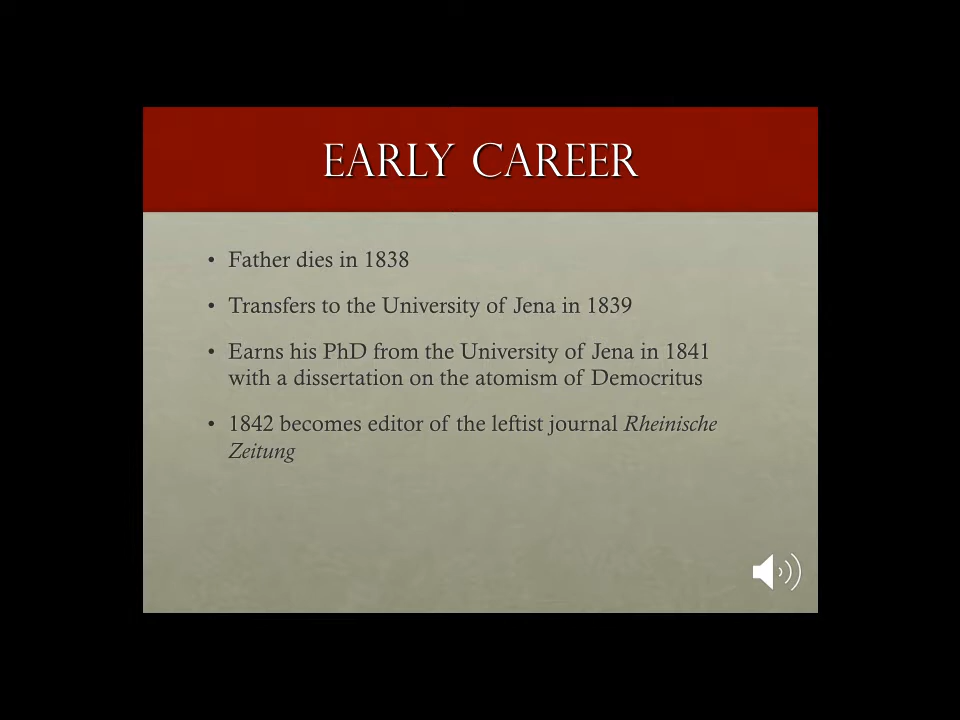 EARLY CAREER
• Father dies in 1838
• Transfers to the University of Jena in 1839
• Earns his PhD from the University of Jena in 1841
with a dissertation on the atomism of Democritus
• 1842 becomes editor of the leftist journal Rheinische
Zeitung